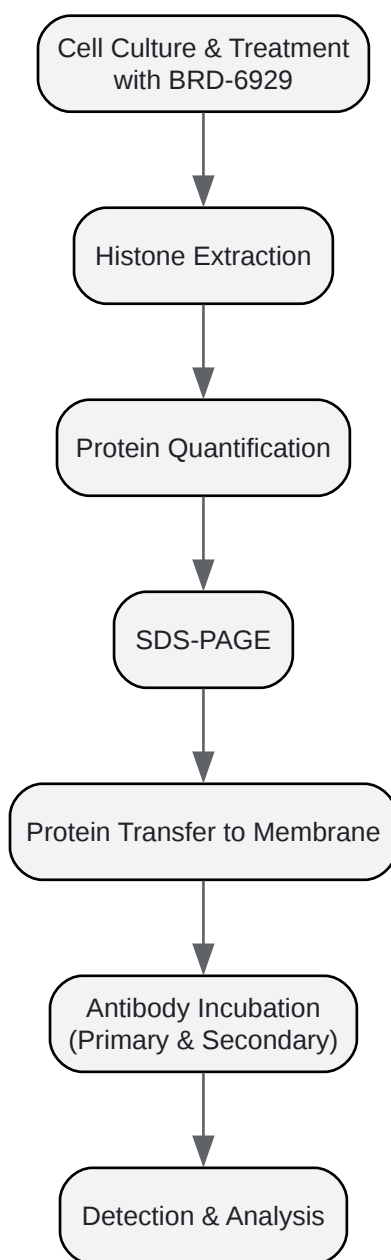 Cell Culture & Treatment
with BRD-6929
Histone Extraction
Protein Quantification
SDS-PAGE
Protein Transfer to Membrane
Antibody Incubation
(Primary & Secondary)
Detection & Analysis